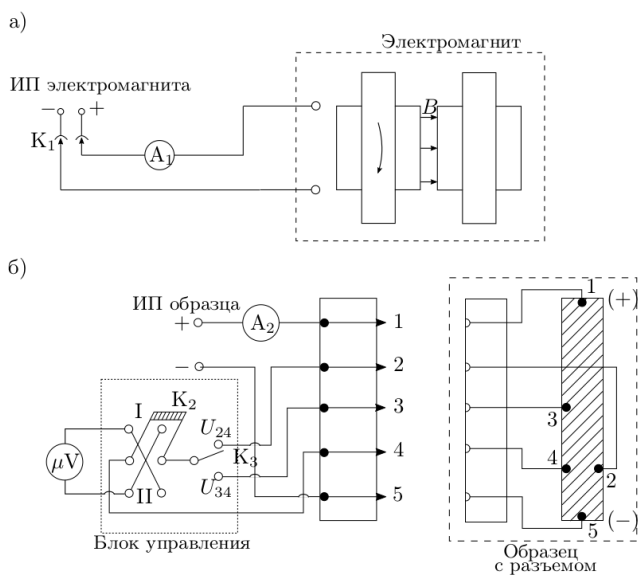 а)
Электромагнит
ИП электромагнита
− +
B
K₁
A₁
б)
ИП образца
+ A₂ 1
− 2
3
4
5
I K₂
U₂₄
μV
K₃
II U₃₄
Блок управления
1 (+)
3
4 2
5 (−)
Образец
с разъемом